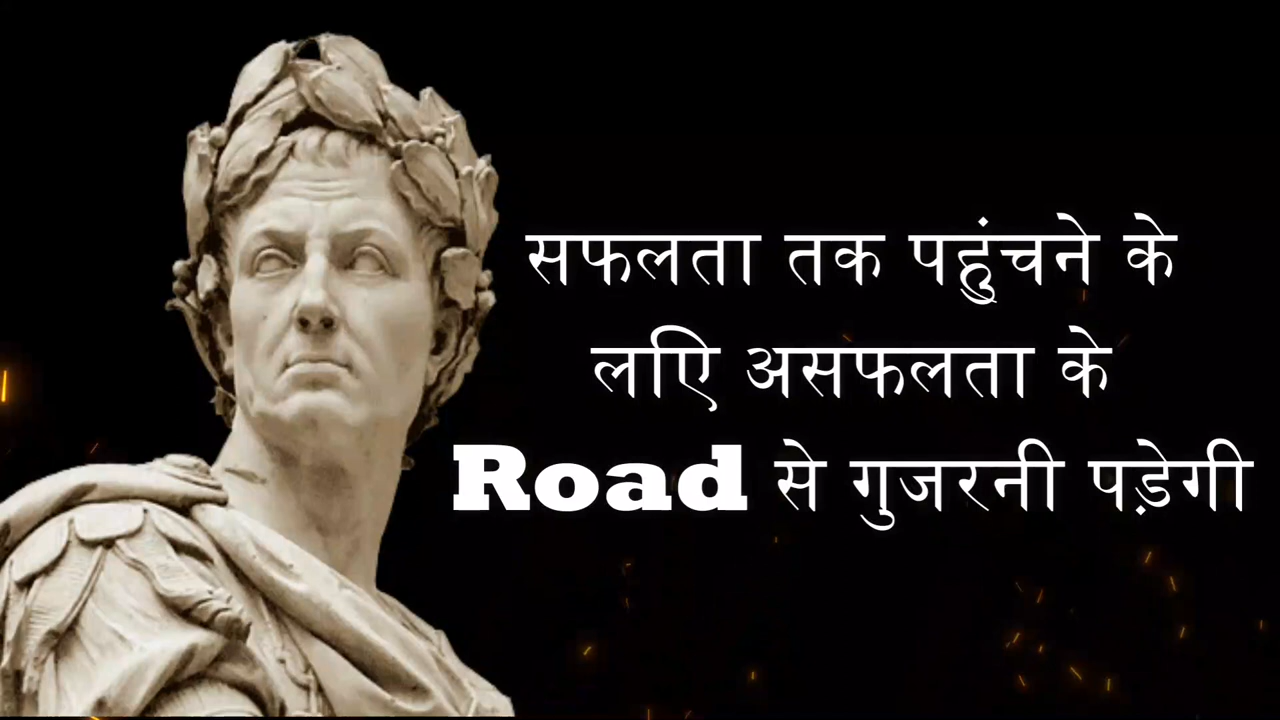 सफलता तक पहुंचने के
लिए असफलता के
Road से गुजरनी पड़ेगी